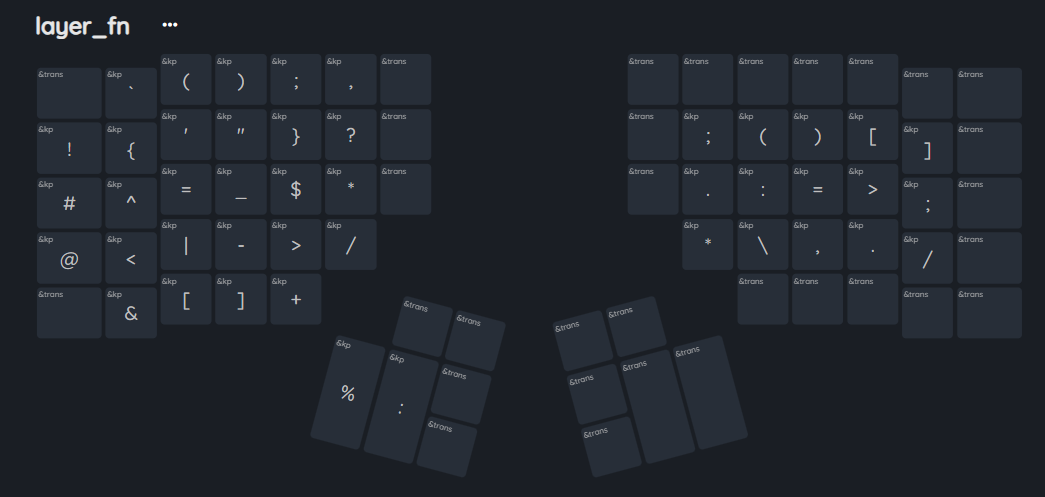 layer_fn •••
&trans &kp ` &kp ( &kp ) &kp ; &kp , &trans &trans &trans &trans &trans &trans &trans &trans
&kp ! &kp { &kp ' &kp " &kp } &kp ? &trans &trans &kp ; &kp ( &kp ) &kp [ &kp ] &trans
&kp # &kp ^ &kp = &kp _ &kp $ &kp * &trans &trans &kp . &kp : &kp = &kp > &kp ; &trans
&kp @ &kp < &kp | &kp - &kp > &kp / &kp * &kp \ &kp , &kp . &kp / &trans
&trans &kp & &kp [ &kp ] &kp + &trans &trans &trans &trans &trans
&trans &trans &trans &trans
&kp % &kp : &trans &trans &trans &trans
&trans &trans